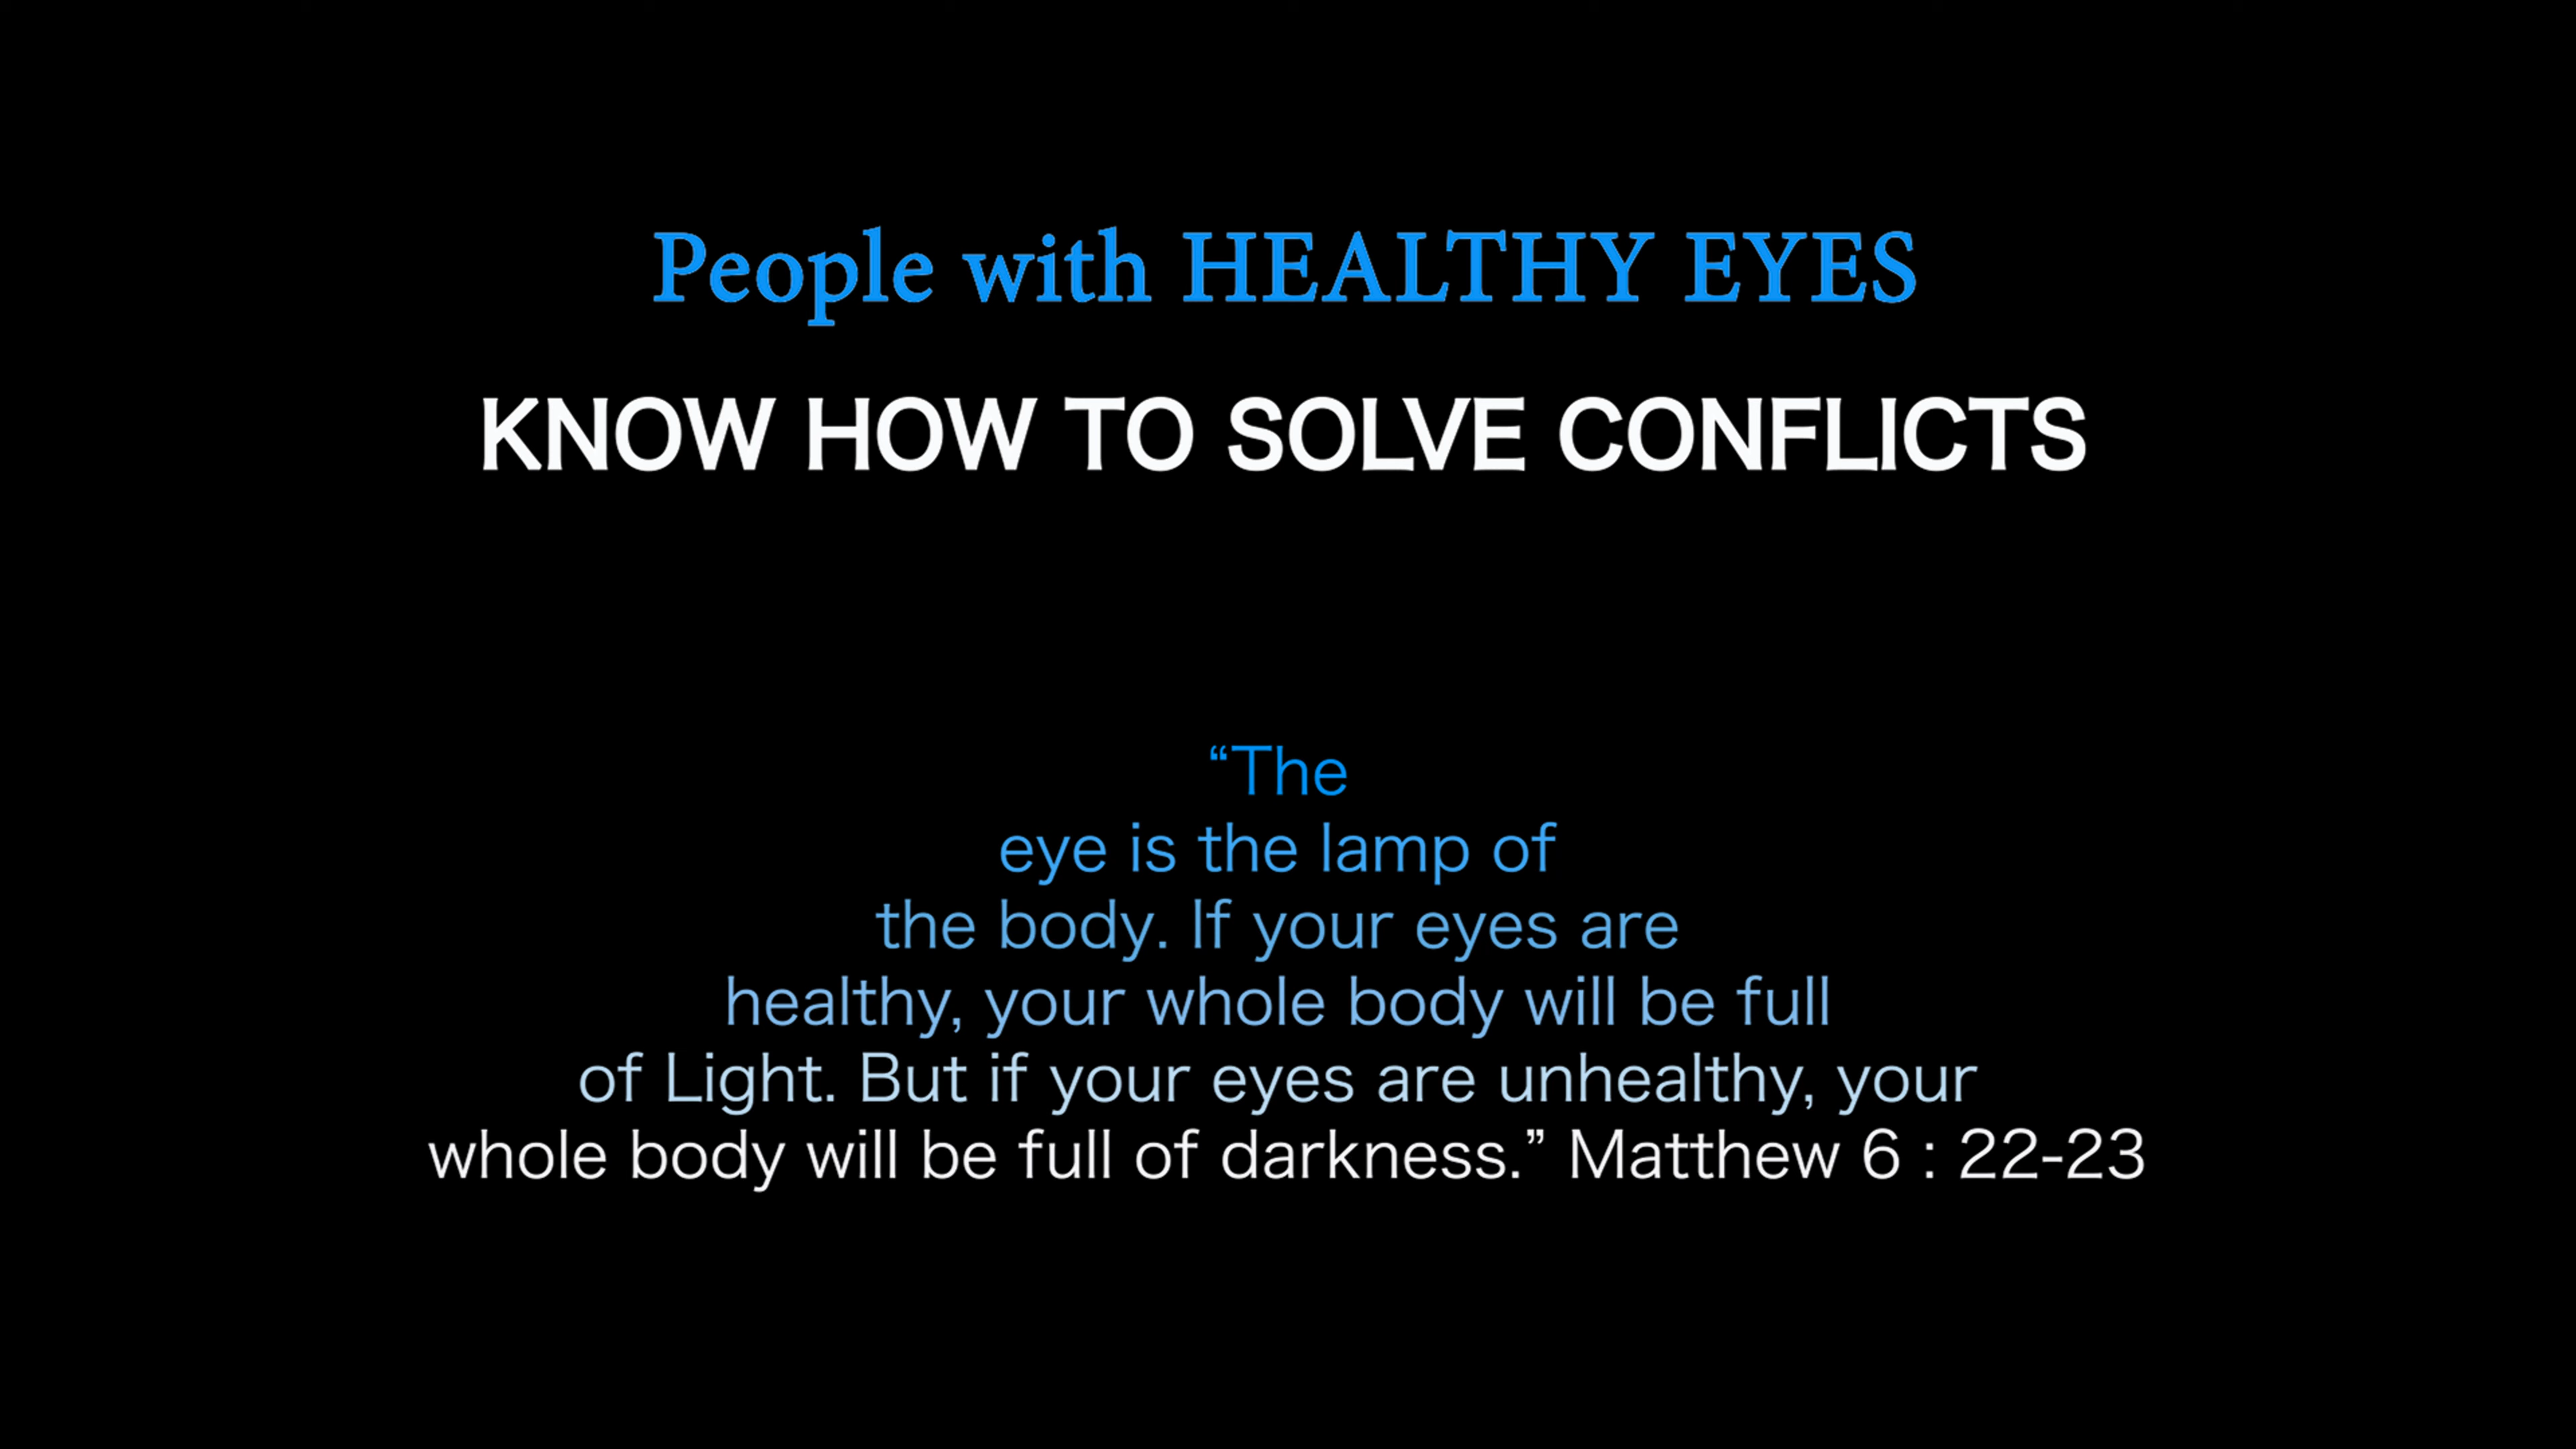 People with HEALTHY EYES
KNOW HOW TO SOLVE CONFLICTS
“The
eye is the lamp of
the body. If your eyes are
healthy, your whole body will be full
of Light. But if your eyes are unhealthy, your
whole body will be full of darkness.” Matthew 6 : 22-23